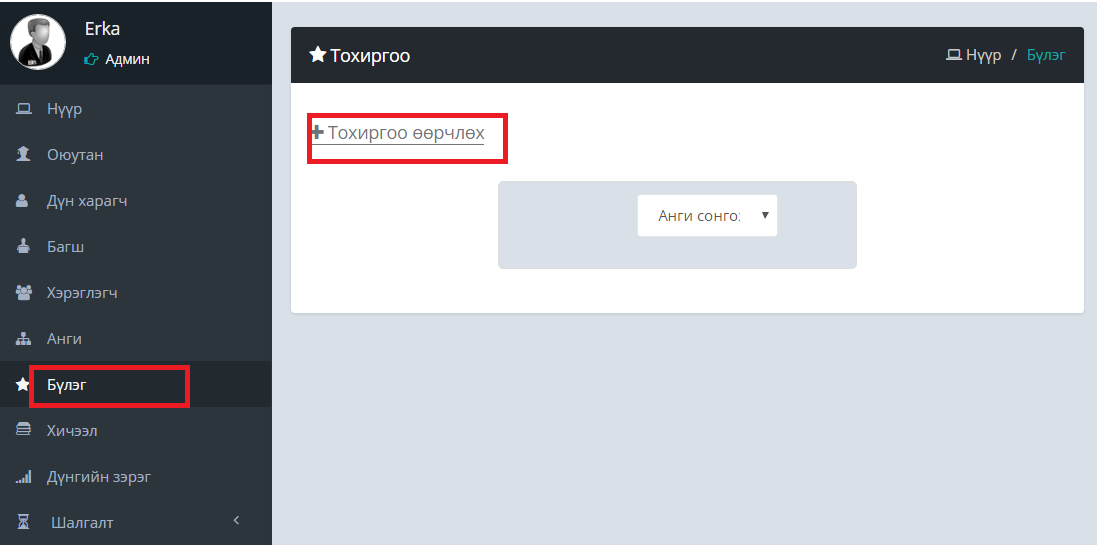 Erka
Админ
Нүүр
Оюутан
Дүн харагч
Багш
Хэрэглэгч
Анги
Бүлэг
Хичээл
Дүнгийн зэрэг
Шалгалт
Тохиргоо
Нүүр / Бүлэг
Тохиргоо өөрчлөх
Анги сонго: